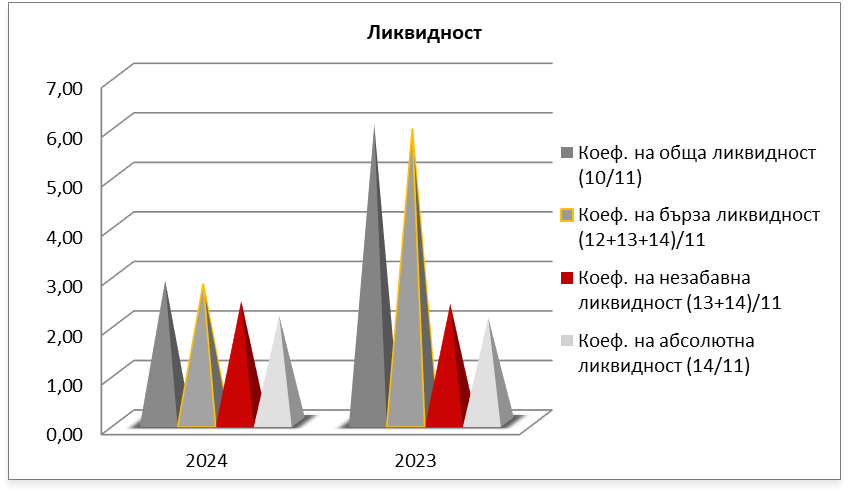 Ликвидност
7,00
6,00
5,00
4,00
3,00
2,00
1,00
0,00
2024
2023
Коеф. на обща ликвидност
(10/11)
Коеф. на бърза ликвидност
(12+13+14)/11
Коеф. на незабавна
ликвидност (13+14)/11
Коеф. на абсолютна
ликвидност (14/11)